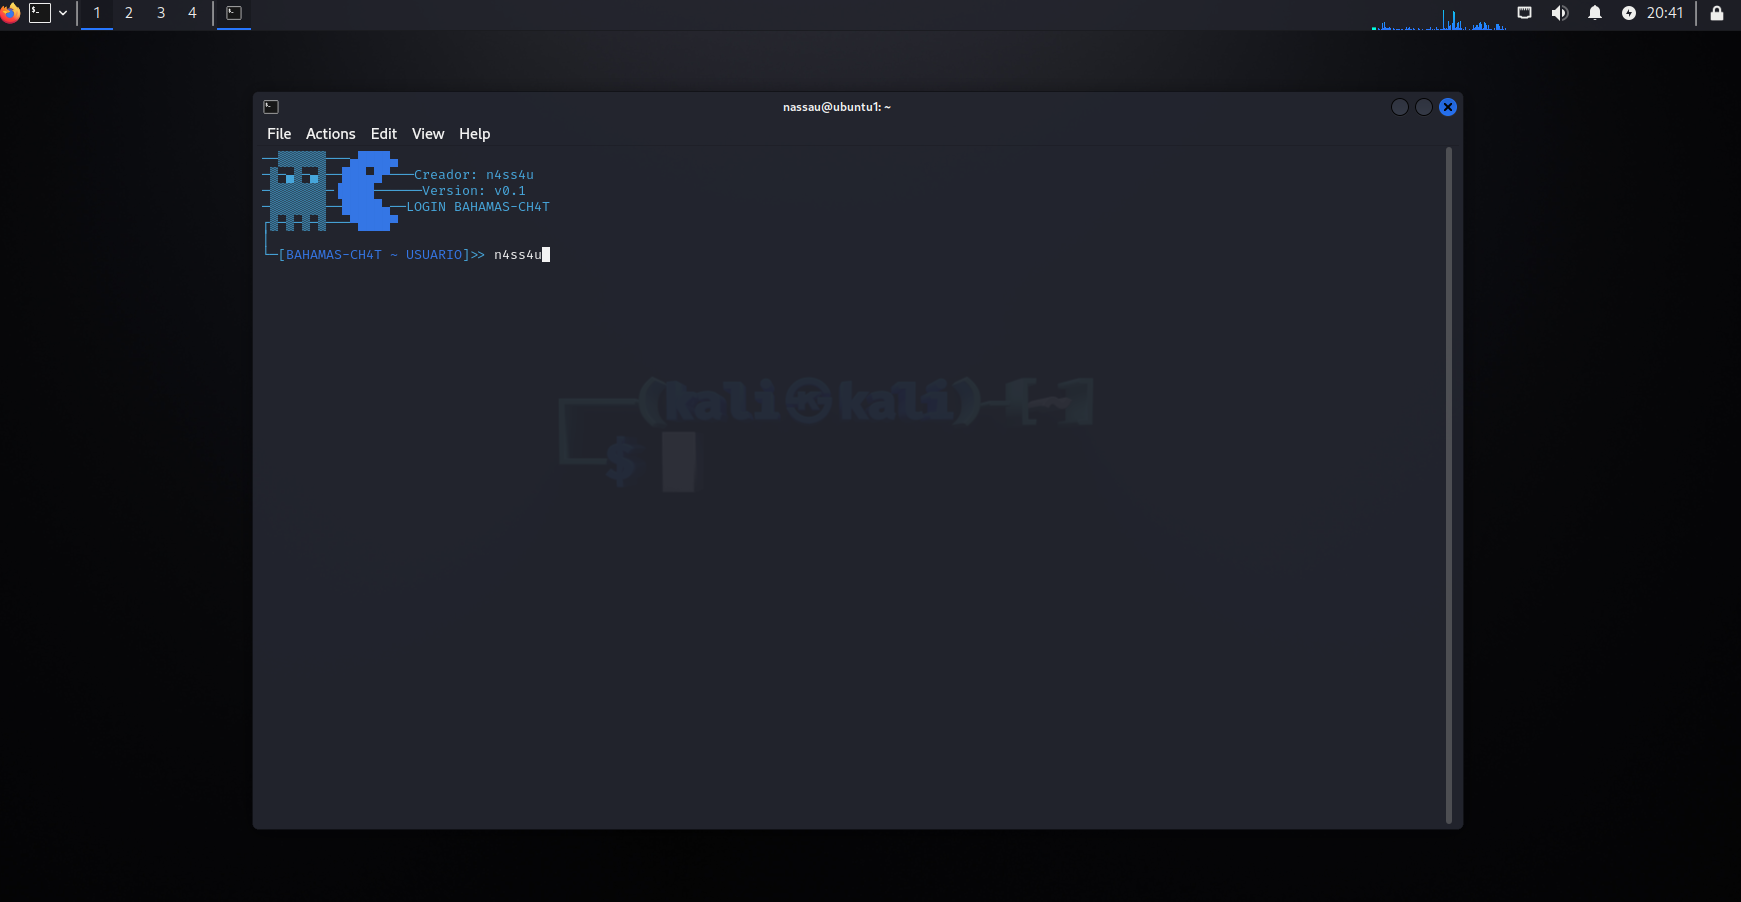 1 2 3 4 20:41
nassau@ubuntu1: ~
File Actions Edit View Help
Creador: n4ss4u
Version: v0.1
LOGIN BAHAMAS-CH4T
[BAHAMAS-CH4T ~ USUARIO]>> n4ss4u
(kali㉿kali)-[~]
$